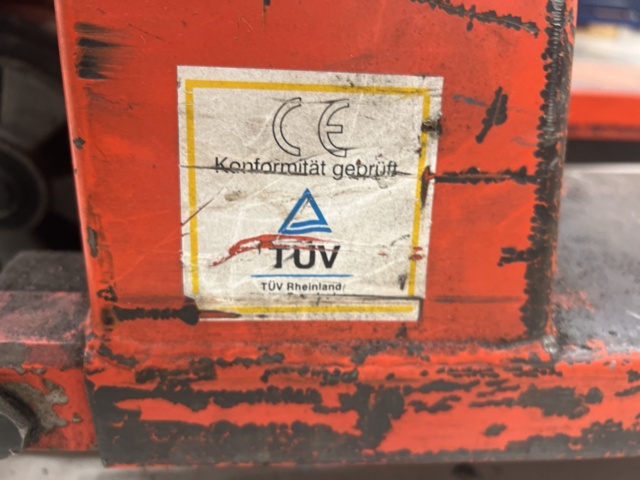 CE
Konformität geprüft
TÜV
TÜV Rheinland